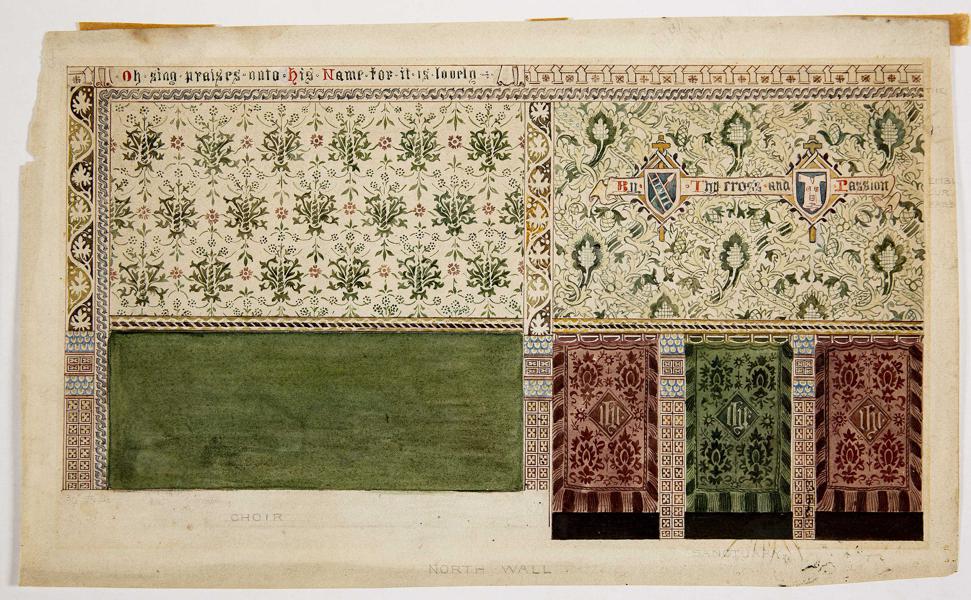 Oh sing praises unto His Name for it is lovely
By Thy cross and Passion
ihc ihc ihc
CHOIR
SANCTUARY
NORTH WALL